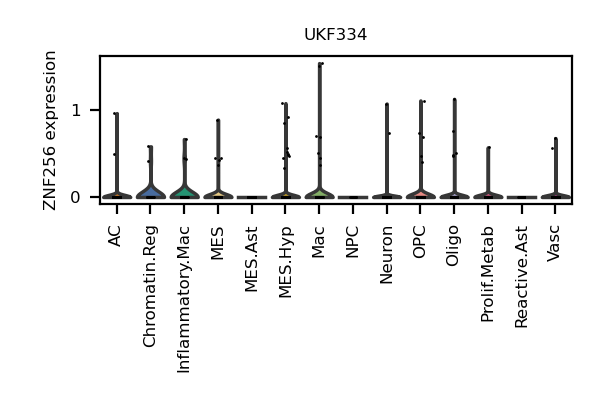 UKF334
ZNF256 expression
1
0
AC
Chromatin.Reg
Inflammatory.Mac
MES
MES.Ast
MES.Hyp
Mac
NPC
Neuron
OPC
Oligo
Prolif.Metab
Reactive.Ast
Vasc